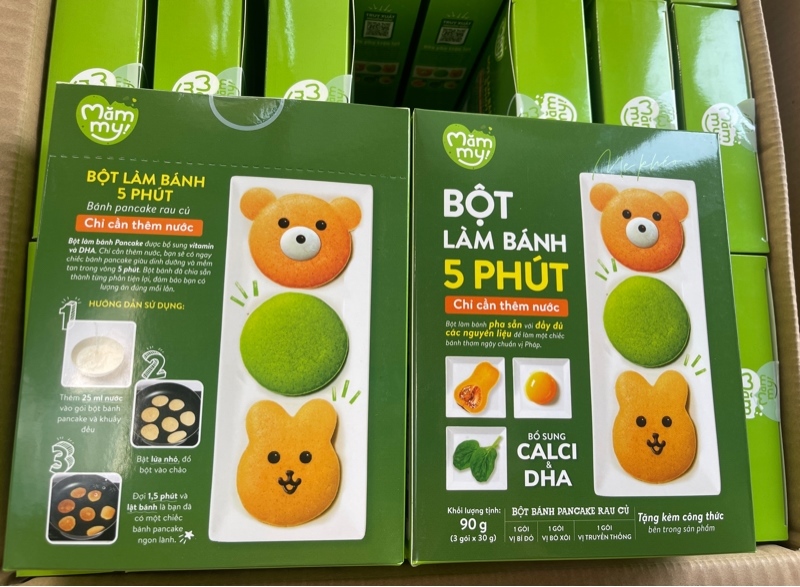 Măm
my!
BỘT LÀM BÁNH
5 PHÚT
Bánh pancake rau củ
Chỉ cần thêm nước
Bột làm bánh Pancake được bổ sung vitamin
và DHA. Chỉ cần thêm nước, bạn sẽ có ngay
chiếc bánh pancake giàu dinh dưỡng và mềm
tan trong vòng 5 phút. Bột bánh đã chia sẵn
thành từng phần tiện lợi, đảm bảo bạn có
lượng ăn đúng mỗi lần.
HƯỚNG DẪN SỬ DỤNG:
1
Thêm 25 ml nước
vào gói bột bánh
pancake và khuấy
đều
2
Bật lửa nhỏ, đổ
bột vào chảo
3
Đợi 1,5 phút và
lật bánh là bạn đã
có một chiếc
bánh pancake
ngon lành.
Măm
my!
Mẹ khéo
BỘT
LÀM BÁNH
5 PHÚT
Chỉ cần thêm nước
Bột làm bánh pha sẵn với đầy đủ
các nguyên liệu để làm một chiếc
bánh thơm ngậy chuẩn vị Pháp.
BỔ SUNG
CALCI
&
DHA
Khối lượng tịnh:
90 g
(3 gói x 30 g)
BỘT BÁNH PANCAKE RAU CỦ
1 GÓI
VỊ BÍ ĐỎ
1 GÓI
VỊ BÓ XÔI
1 GÓI
VỊ TRUYỀN THỐNG
Tặng kèm công thức
bên trong sản phẩm